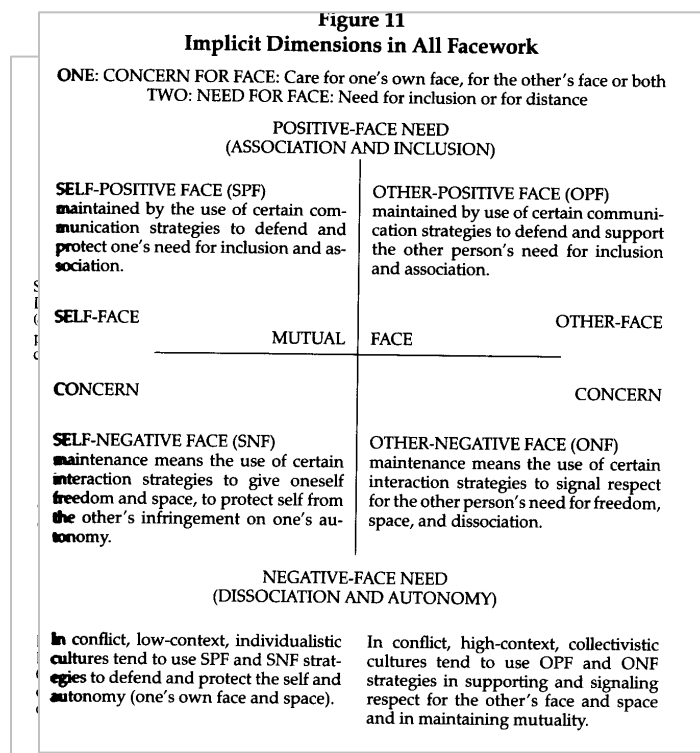 Figure 11
Implicit Dimensions in All Facework
ONE: CONCERN FOR FACE: Care for one's own face, for the other's face or both
TWO: NEED FOR FACE: Need for inclusion or for distance
POSITIVE-FACE NEED
(ASSOCIATION AND INCLUSION)
SELF-POSITIVE FACE (SPF)
maintained by the use of certain com-
munication strategies to defend and
protect one's need for inclusion and as-
sociation.
OTHER-POSITIVE FACE (OPF)
maintained by use of certain communi-
cation strategies to defend and support
the other person's need for inclusion
and association.
SELF-FACE
OTHER-FACE
MUTUAL FACE
CONCERN
CONCERN
SELF-NEGATIVE FACE (SNF)
maintenance means the use of certain
interaction strategies to give oneself
freedom and space, to protect self from
the other's infringement on one's au-
tonomy.
OTHER-NEGATIVE FACE (ONF)
maintenance means the use of certain
interaction strategies to signal respect
for the other person's need for freedom,
space, and dissociation.
NEGATIVE-FACE NEED
(DISSOCIATION AND AUTONOMY)
In conflict, low-context, individualistic
cultures tend to use SPF and SNF strat-
egies to defend and protect the self and
autonomy (one's own face and space).
In conflict, high-context, collectivistic
cultures tend to use OPF and ONF
strategies in supporting and signaling
respect for the other's face and space
and in maintaining mutuality.